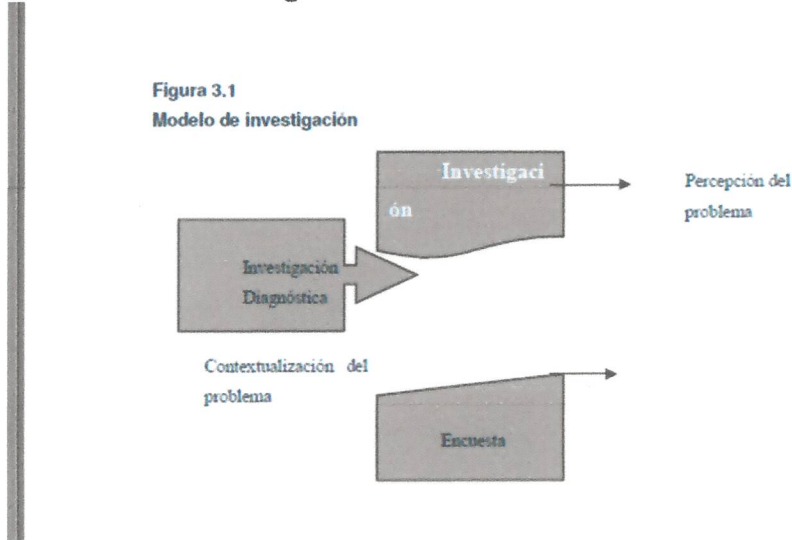 Figura 3.1
Modelo de investigación
Investigaci
ón
Percepción del
problema
Investigación
Diagnóstica
Contextualización del
problema
Encuesta